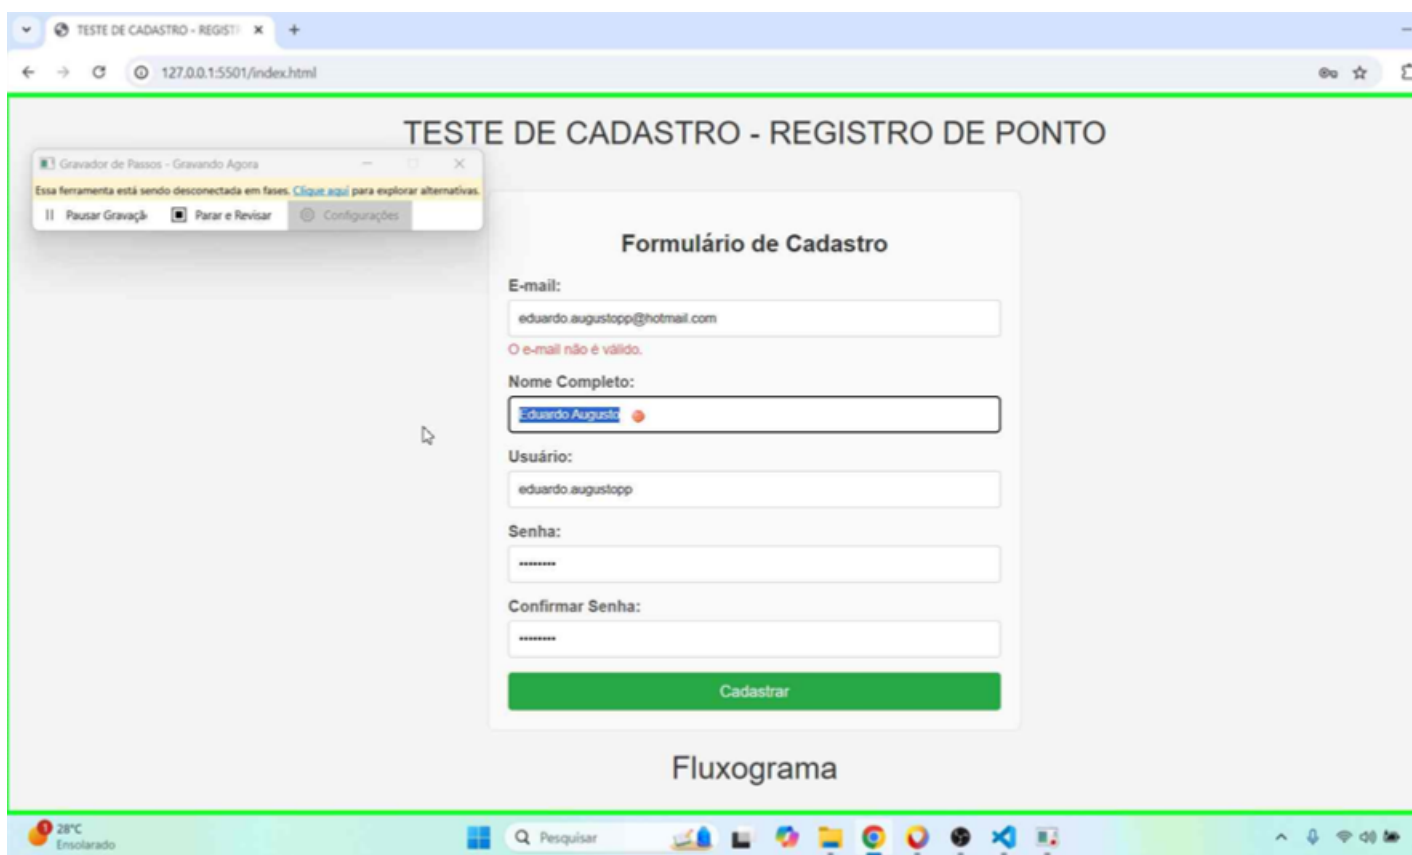 TESTE DE CADASTRO - REGISTR
127.0.0.1:5501/index.html
TESTE DE CADASTRO - REGISTRO DE PONTO
Gravador de Passos - Gravando Agora
Essa ferramenta está sendo desconectada em fases. Clique aqui para explorar alternativas.
Pausar Gravaçã Parar e Revisar Configurações
Formulário de Cadastro
E-mail:
eduardo.augustopp@hotmail.com
O e-mail não é válido.
Nome Completo:
Eduardo Augusto
Usuário:
eduardo.augustopp
Senha:
••••••••
Confirmar Senha:
••••••••
Cadastrar
Fluxograma
1
28°C
Ensolarado
Pesquisar